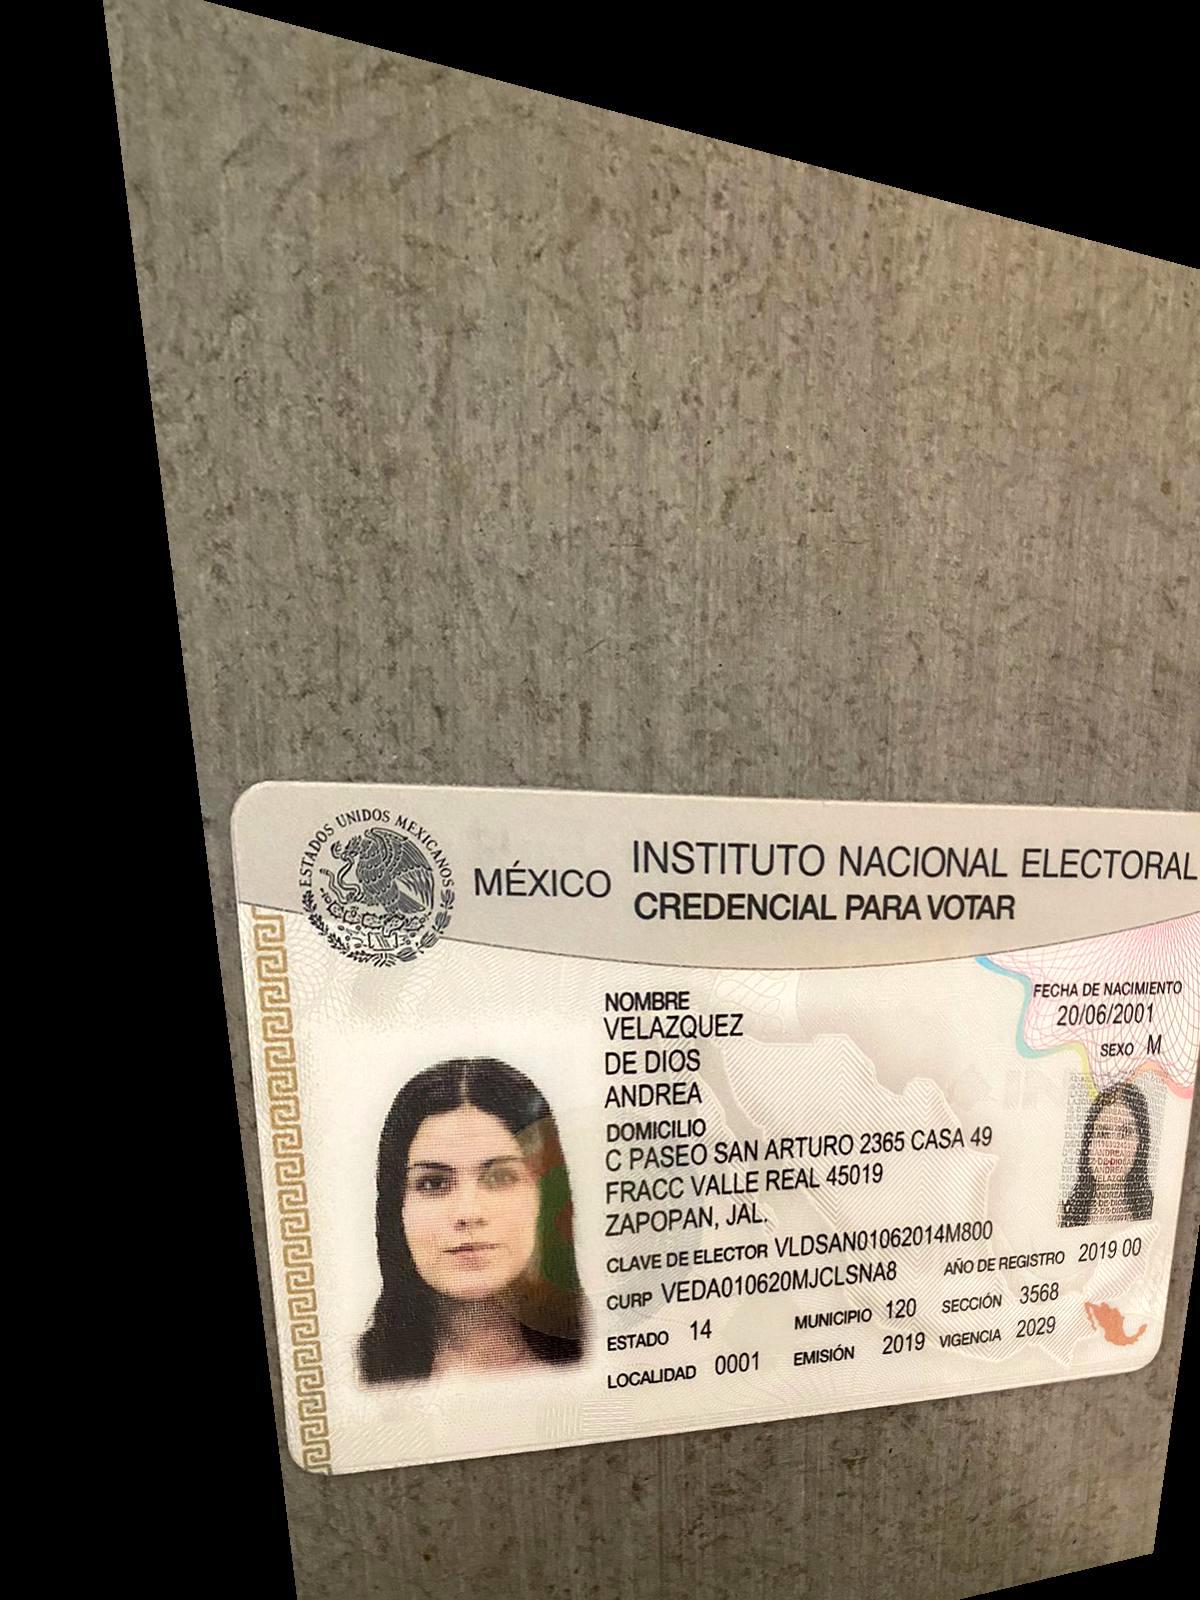 ESTADOS UNIDOS MEXICANOS
MÉXICO
INSTITUTO NACIONAL ELECTORAL
CREDENCIAL PARA VOTAR
NOMBRE
VELAZQUEZ
DE DIOS
ANDREA
FECHA DE NACIMIENTO
20/06/2001
SEXO M
DOMICILIO
C PASEO SAN ARTURO 2365 CASA 49
FRACC VALLE REAL 45019
ZAPOPAN, JAL.
CLAVE DE ELECTOR VLDSAN01062014M800
CURP VEDA010620MJCLSNA8 AÑO DE REGISTRO 2019 00
ESTADO 14 MUNICIPIO 120 SECCIÓN 3568
LOCALIDAD 0001 EMISIÓN 2019 VIGENCIA 2029